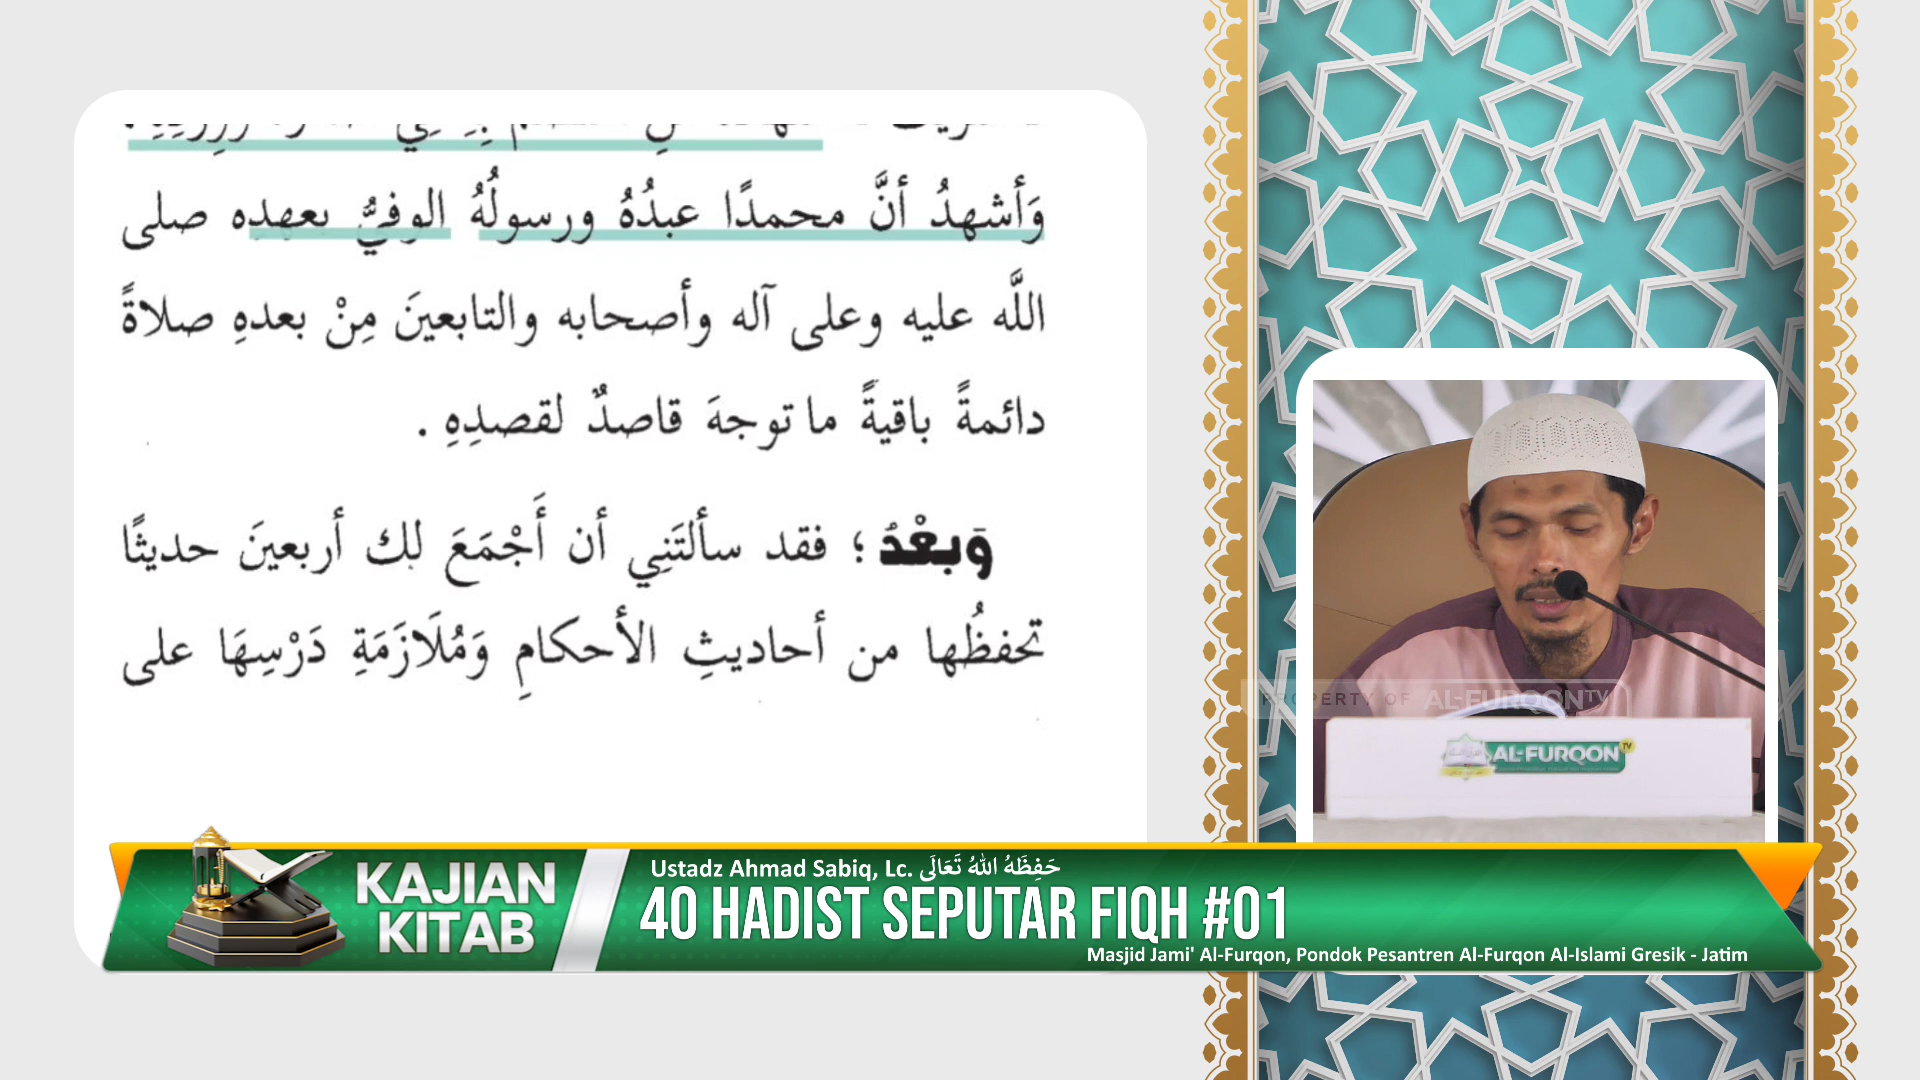 وَأشهدُ أنَّ محمدًا عبدُهُ ورسولُهُ الوفيُّ بعهده صلى
اللَّه عليه وعلى آله وأصحابه والتابعينَ مِنْ بعدهِ صلاةً
دائمةً باقيةً ما توجهَ قاصدٌ لقصدِهِ .
وَبعْدُ ؛ فقد سألتَنِي أن أَجْمَعَ لك أربعينَ حديثًا
تحفظُها من أحاديثِ الأحكامِ وَمُلَازَمَةِ دَرْسِهَا على
PROPERTY OF AL-FURQON TV
AL-FURQON TV
KAJIAN
KITAB
Ustadz Ahmad Sabiq, Lc. حَفِظَهُ اللهُ تَعَالَى
40 HADIST SEPUTAR FIQH #01
Masjid Jami' Al-Furqon, Pondok Pesantren Al-Furqon Al-Islami Gresik - Jatim